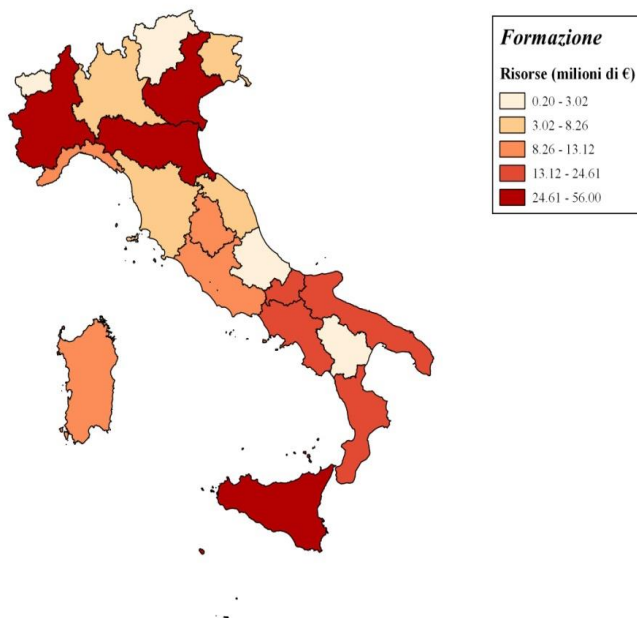 Formazione
Risorse (milioni di €)
0.20 - 3.02
3.02 - 8.26
8.26 - 13.12
13.12 - 24.61
24.61 - 56.00